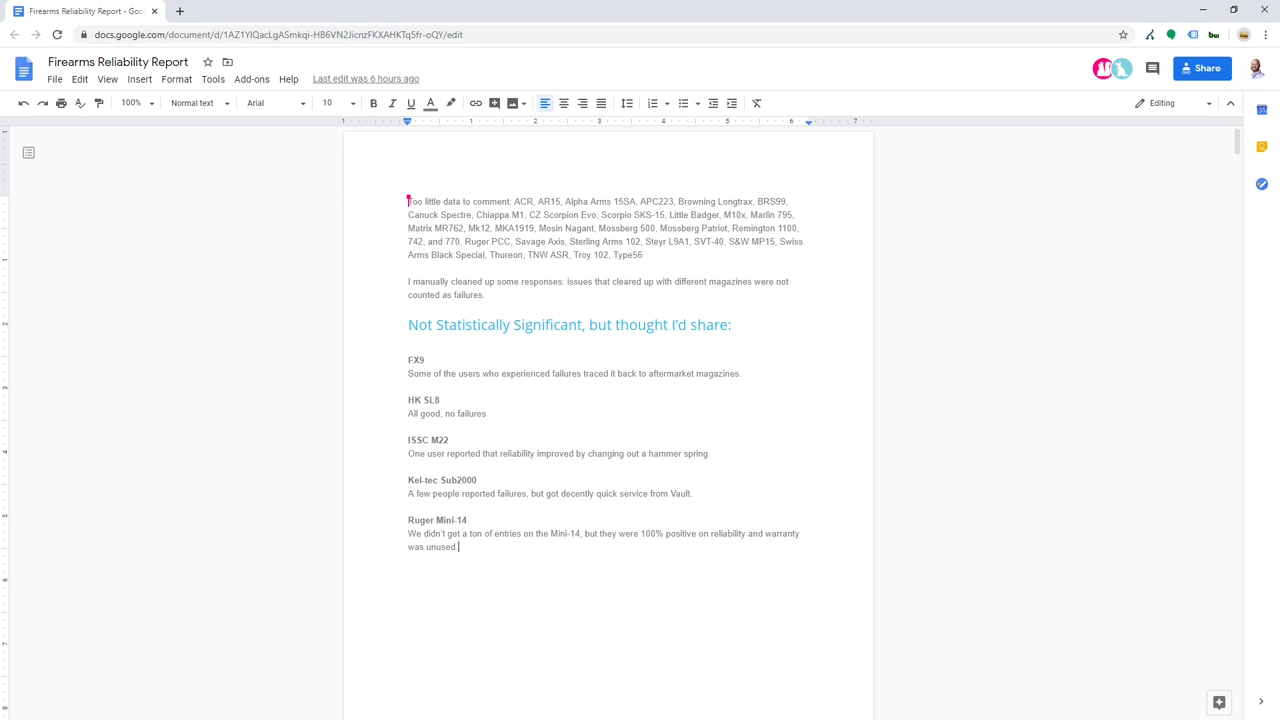 Firearms Reliability Report - Goo
docs.google.com/document/d/1AZ1YIQacLgASmkqi-HB6VN2JicnzFKXAHKTq5fr-oQY/edit
Firearms Reliability Report
File Edit View Insert Format Tools Add-ons Help Last edit was 6 hours ago
Share
100% Normal text Arial 10 B I U A Editing
1 1 2 3 4 5 6 7
Too little data to comment: ACR, AR15, Alpha Arms 15SA, APC223, Browning Longtrax, BRS99,
Canuck Spectre, Chiappa M1, CZ Scorpion Evo, Scorpio SKS-15, Little Badger, M10x, Marlin 795,
Matrix MR762, Mk12, MKA1919, Mosin Nagant, Mossberg 500, Mossberg Patriot, Remington 1100,
742, and 770, Ruger PCC, Savage Axis, Sterling Arms 102, Steyr L9A1, SVT-40, S&W MP15, Swiss
Arms Black Special, Thureon, TNW ASR, Troy 102, Type56
I manually cleaned up some responses: issues that cleared up with different magazines were not
counted as failures.
Not Statistically Significant, but thought I'd share:
FX9
Some of the users who experienced failures traced it back to aftermarket magazines.
HK SL8
All good, no failures
ISSC M22
One user reported that reliability improved by changing out a hammer spring
Kel-tec Sub2000
A few people reported failures, but got decently quick service from Vault.
Ruger Mini-14
We didn't get a ton of entries on the Mini-14, but they were 100% positive on reliability and warranty
was unused.